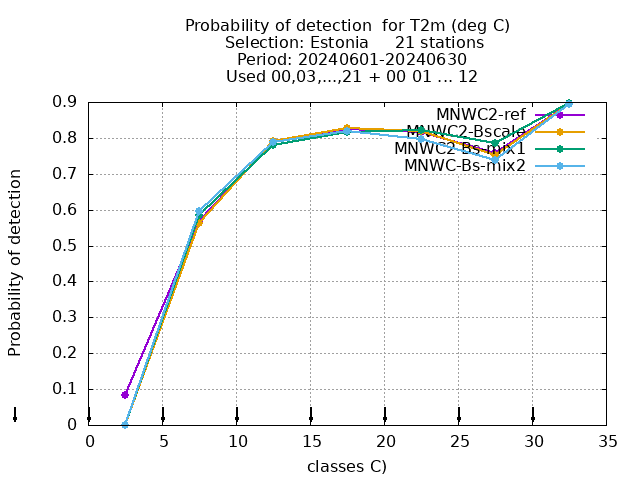 Probability of detection  for T2m (deg C)
Selection: Estonia     21 stations
Period: 20240601-20240630
Used 00,03,...,21 + 00 01 ... 12
Probability of detection
0.9
0.8
0.7
0.6
0.5
0.4
0.3
0.2
0.1
0
MNWC2-ref
MNWC2-Bscale
MNWC2-Bs-mix1
MNWC-Bs-mix2
0 5 10 15 20 25 30 35
classes C)